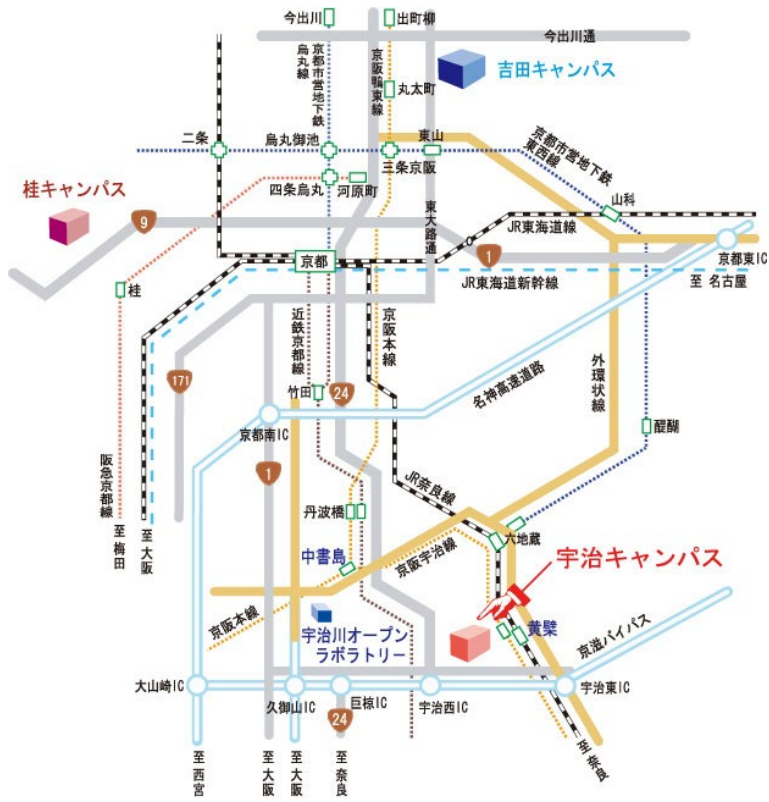 今出川
出町柳
今出川通
京都市営地下鉄
烏丸線
京阪鴨東線
丸太町
吉田キャンパス
二条
烏丸御池
三条京阪
東山
京都市営地下鉄
東西線
四条烏丸
河原町
桂キャンパス
9
東大路通
山科
JR東海道線
1
京都
京都東IC
至 名古屋
JR東海道新幹線
桂
近鉄京都線
京阪本線
171
竹田
24
名神高速道路
外環状線
京都南IC
醍醐
阪急京都線
1
JR奈良線
至梅田
至大阪
丹波橋
六地蔵
中書島
京阪宇治線
宇治キャンパス
京阪本線
宇治川オープン
ラボラトリー
黄檗
京滋バイパス
大山崎IC
久御山IC
巨椋IC
宇治西IC
宇治東IC
24
至西宮
至大阪
至大阪
至奈良
至奈良